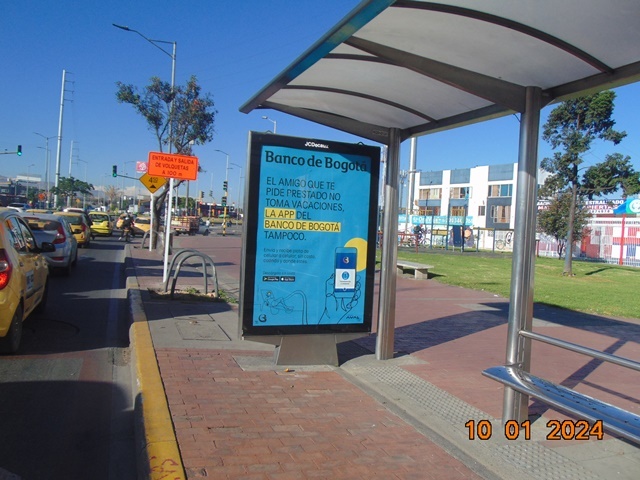 JCDecaux
Banco de Bogotá
EL AMIGO QUE TE
PIDE PRESTADO NO
TOMA VACACIONES,
LA APP DEL
BANCO DE BOGOTÁ
TAMPOCO.
ENTRADA Y SALIDA
DE VOLQUETAS
A 100 m
10 01 2024